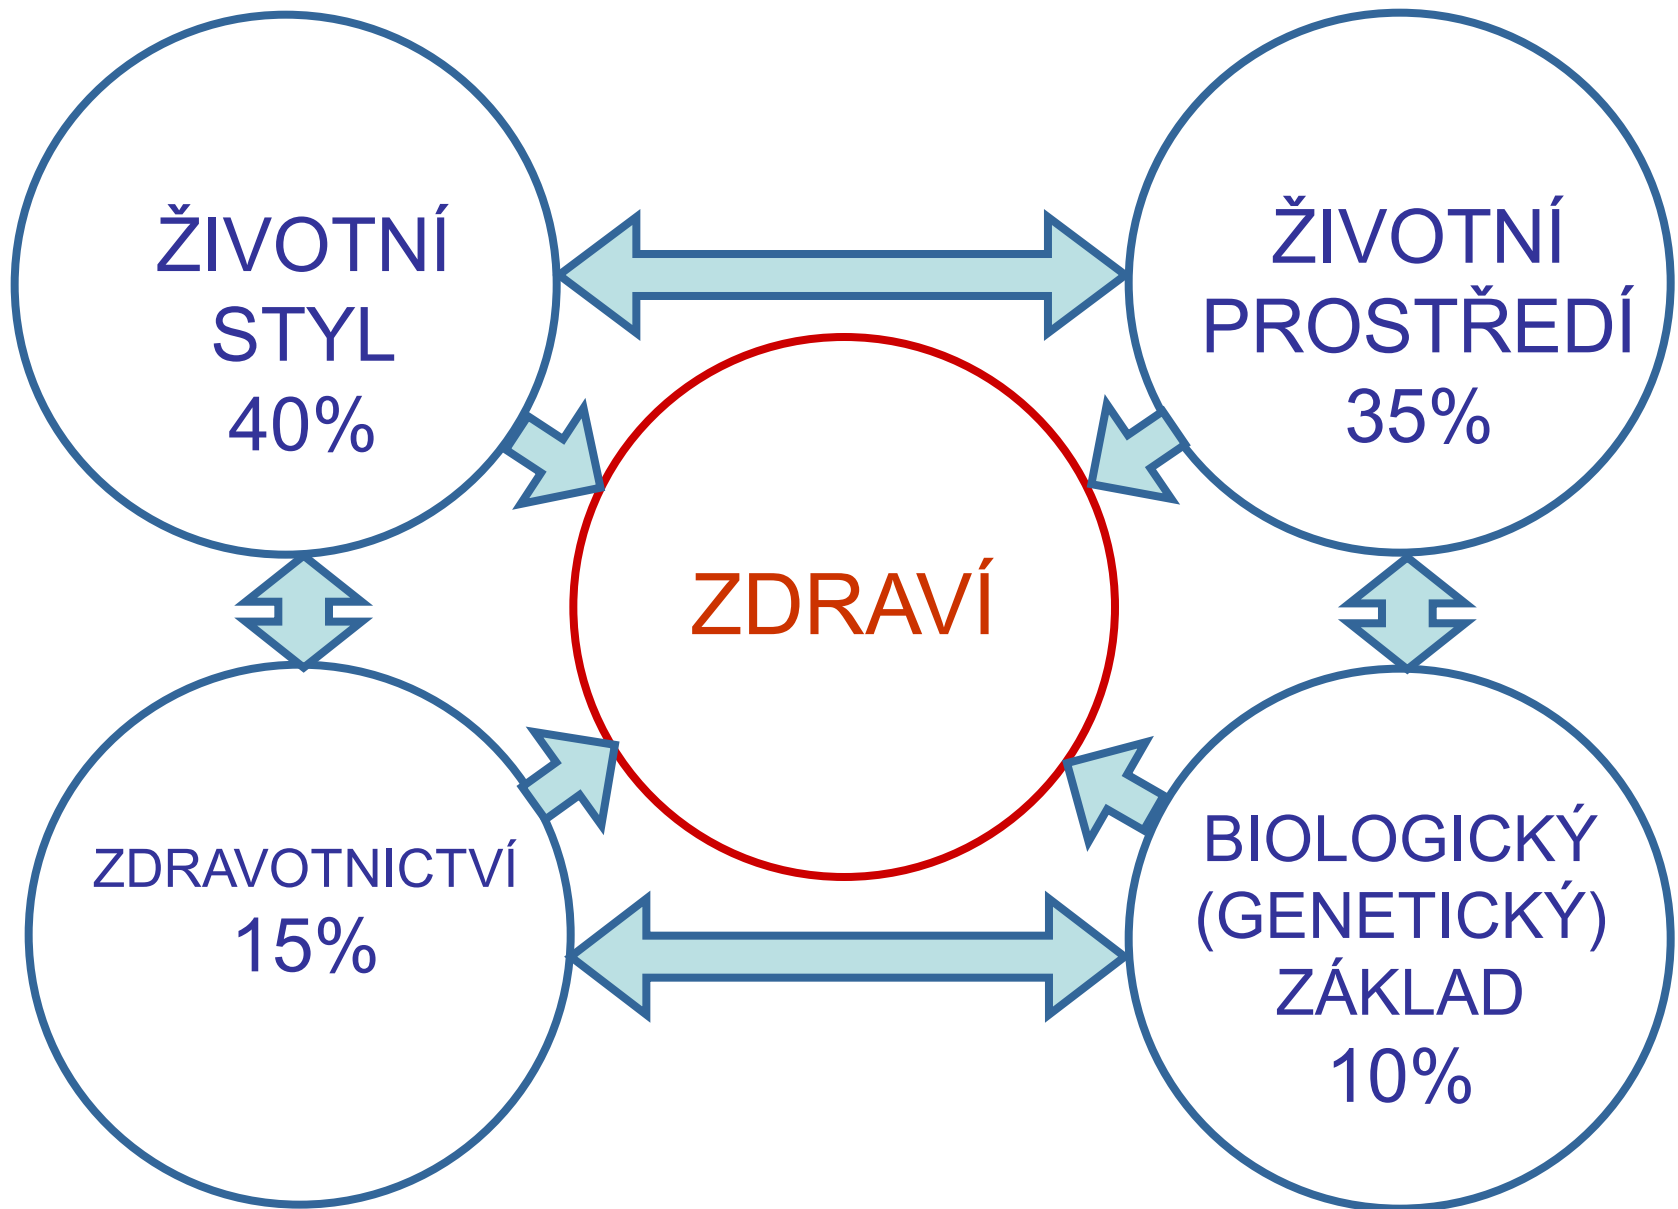 ŽIVOTNÍ
STYL
40%
ŽIVOTNÍ
PROSTŘEDÍ
35%
ZDRAVÍ
ZDRAVOTNICTVÍ
15%
BIOLOGICKÝ
(GENETICKÝ)
ZÁKLAD
10%